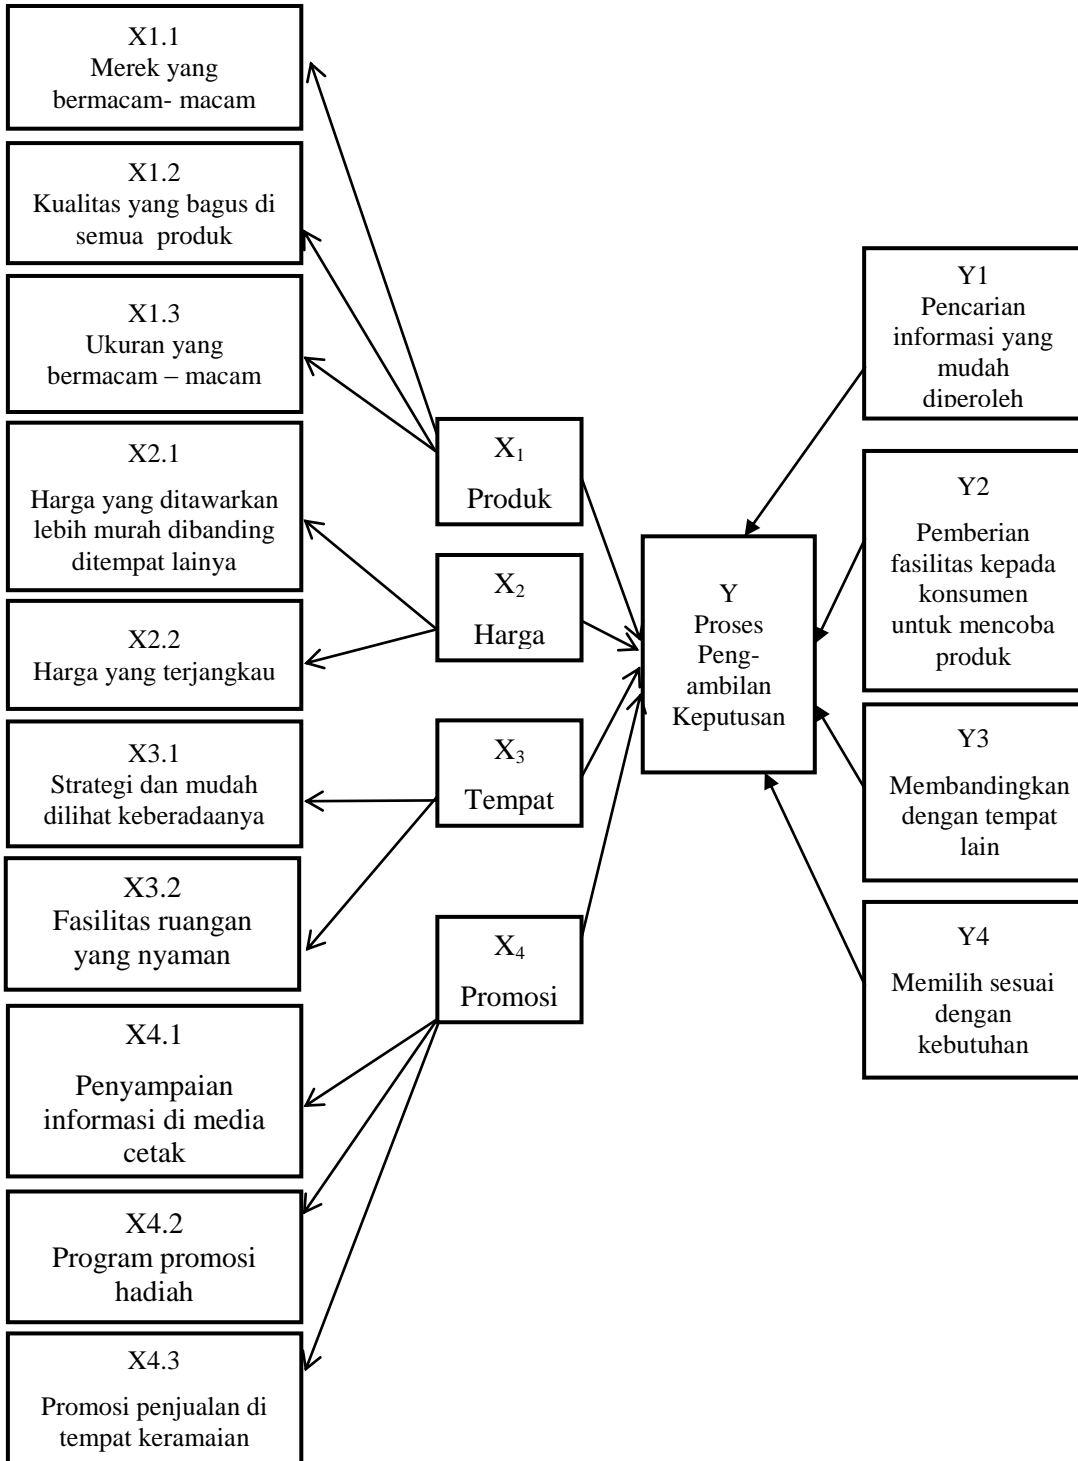 X1.1
Merek yang
bermacam- macam
X1.2
Kualitas yang bagus di
semua produk
X1.3
Ukuran yang
bermacam – macam
X2.1
Harga yang ditawarkan
lebih murah dibanding
ditempat lainya
X2.2
Harga yang terjangkau
X3.1
Strategi dan mudah
dilihat keberadaanya
X3.2
Fasilitas ruangan
yang nyaman
X4.1
Penyampaian
informasi di media
cetak
X4.2
Program promosi
hadiah
X4.3
Promosi penjualan di
tempat keramaian
X₁
Produk
X₂
Harga
X₃
Tempat
X₄
Promosi
Y
Proses
Peng-
ambilan
Keputusan
Y1
Pencarian
informasi yang
mudah
diperoleh
Y2
Pemberian
fasilitas kepada
konsumen
untuk mencoba
produk
Y3
Membandingkan
dengan tempat
lain
Y4
Memilih sesuai
dengan
kebutuhan